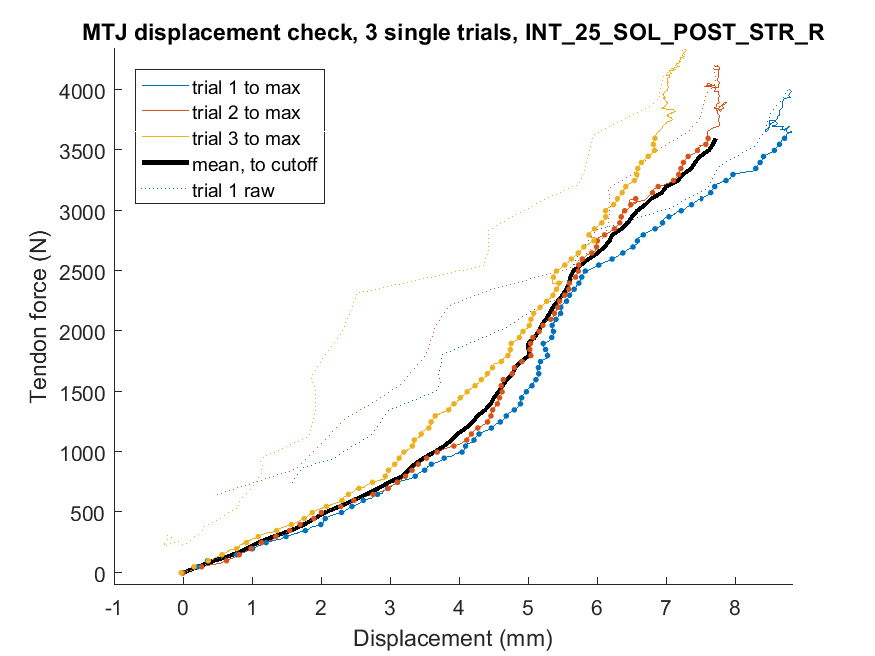 MTJ displacement check, 3 single trials, INT_25_SOL_POST_STR_R
trial 1 to max
trial 2 to max
trial 3 to max
mean, to cutoff
trial 1 raw
4000
3500
3000
2500
2000
1500
1000
500
0
Tendon force (N)
-1 0 1 2 3 4 5 6 7 8
Displacement (mm)